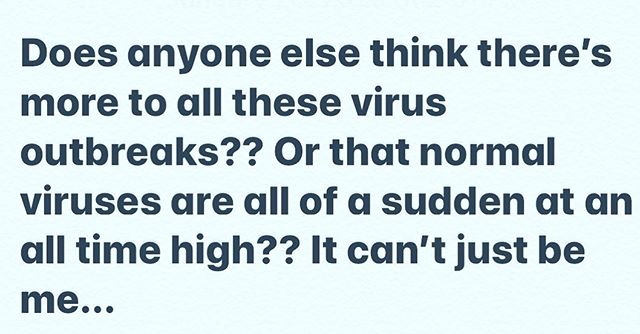 Does anyone else think there’s
more to all these virus
outbreaks?? Or that normal
viruses are all of a sudden at an
all time high?? It can’t just be
me...